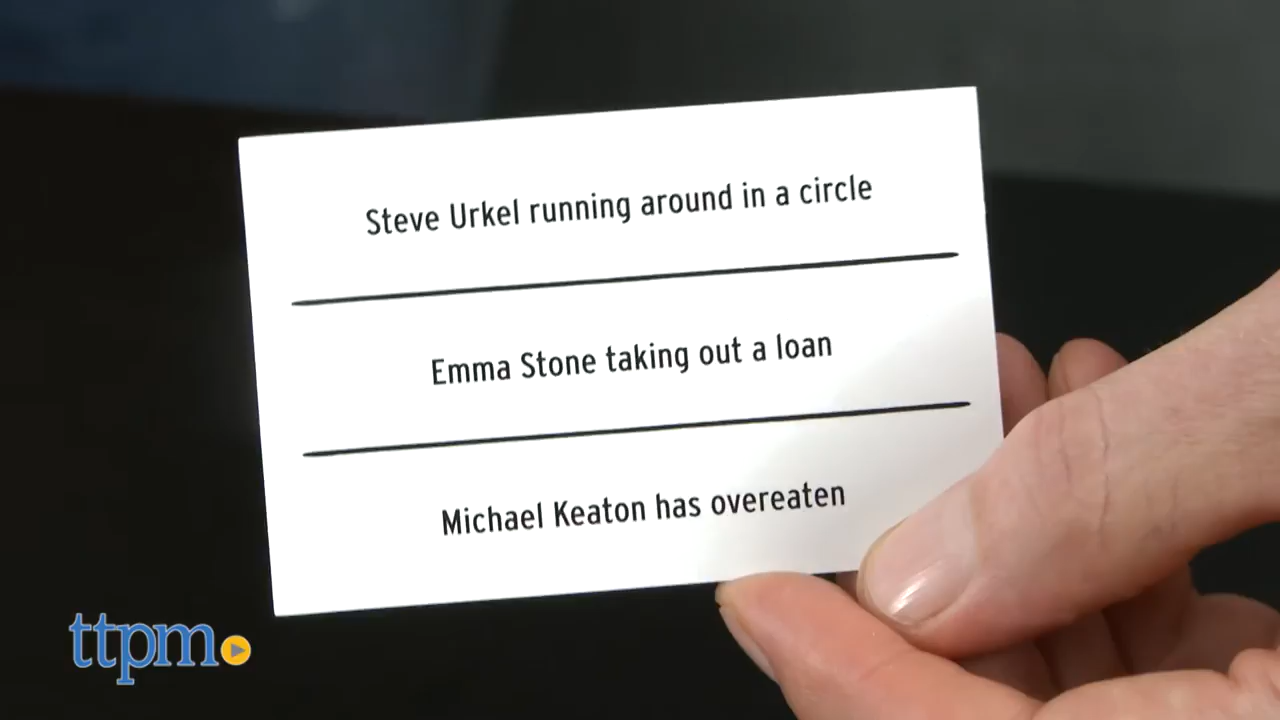 Steve Urkel running around in a circle
Emma Stone taking out a loan
Michael Keaton has overeaten
ttpm